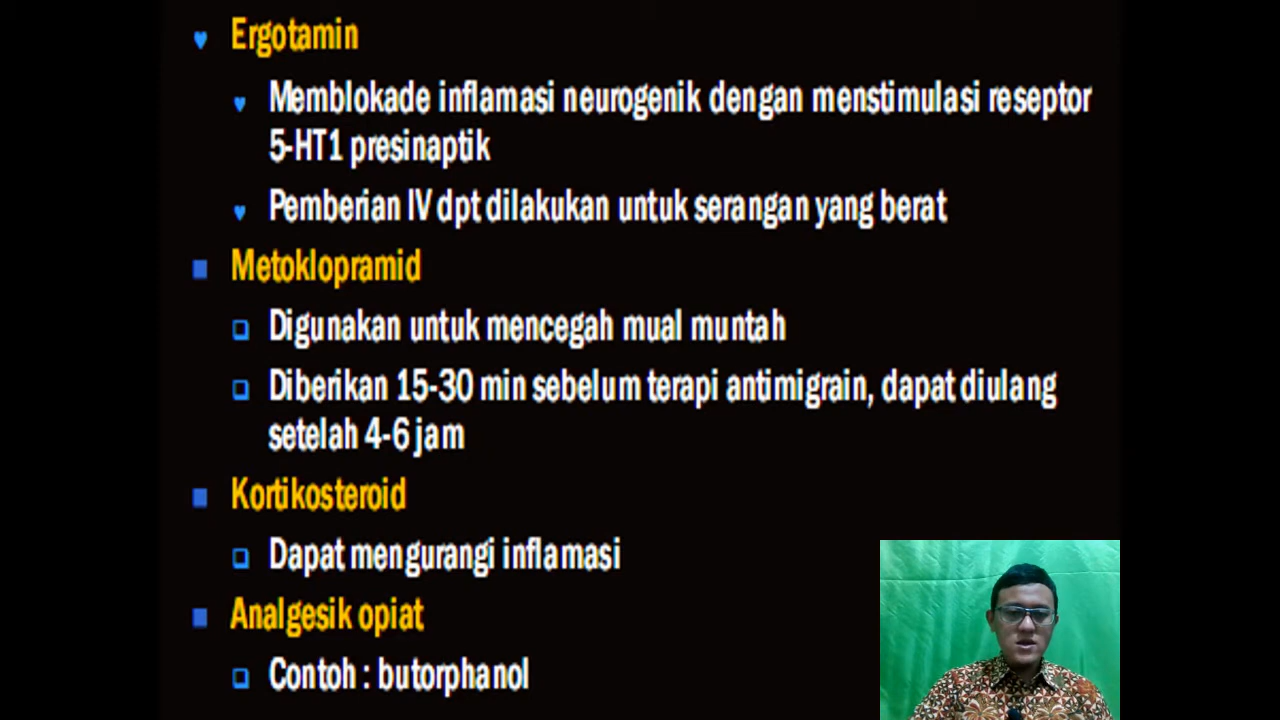 Ergotamin
Memblokade inflamasi neurogenik dengan menstimulasi reseptor
5-HT1 presinaptik
Pemberian IV dpt dilakukan untuk serangan yang berat
Metoklopramid
Digunakan untuk mencegah mual muntah
Diberikan 15-30 min sebelum terapi antimigrain, dapat diulang
setelah 4-6 jam
Kortikosteroid
Dapat mengurangi inflamasi
Analgesik opiat
Contoh : butorphanol